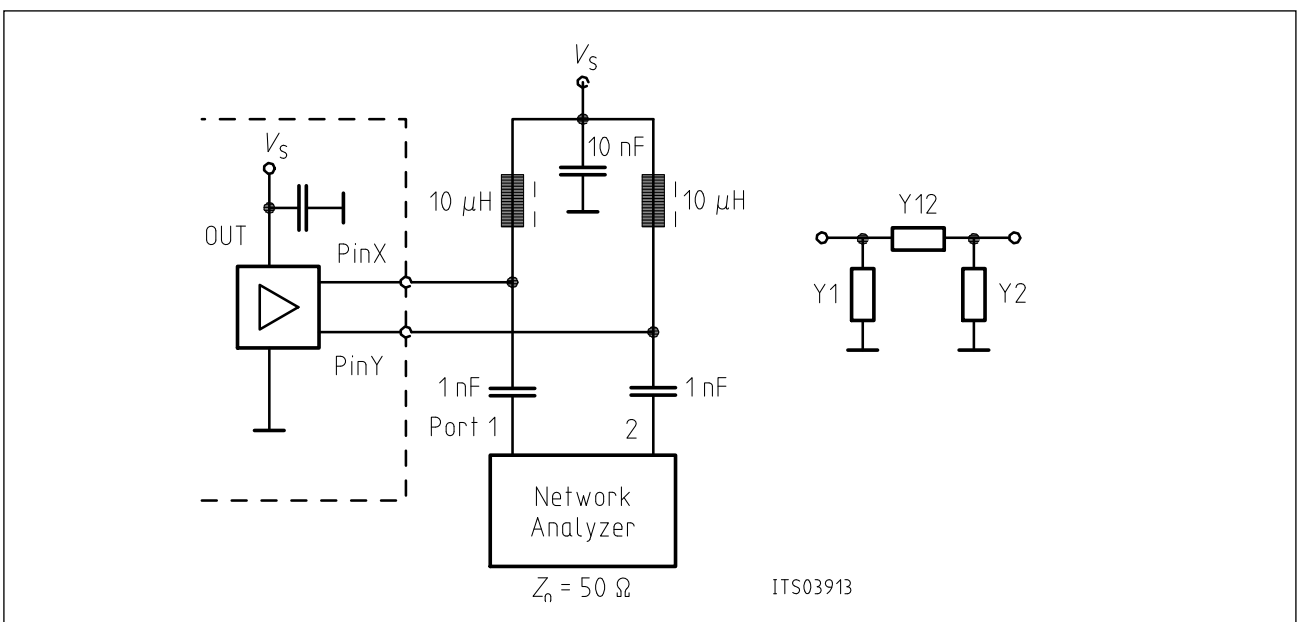 V_S
10 nF
V_S
10 µH
10 µH
Y12
OUT
PinX
Y1
Y2
PinY
1 nF
1 nF
Port 1
2
Network
Analyzer
Z_0 = 50 Ω
ITS03913